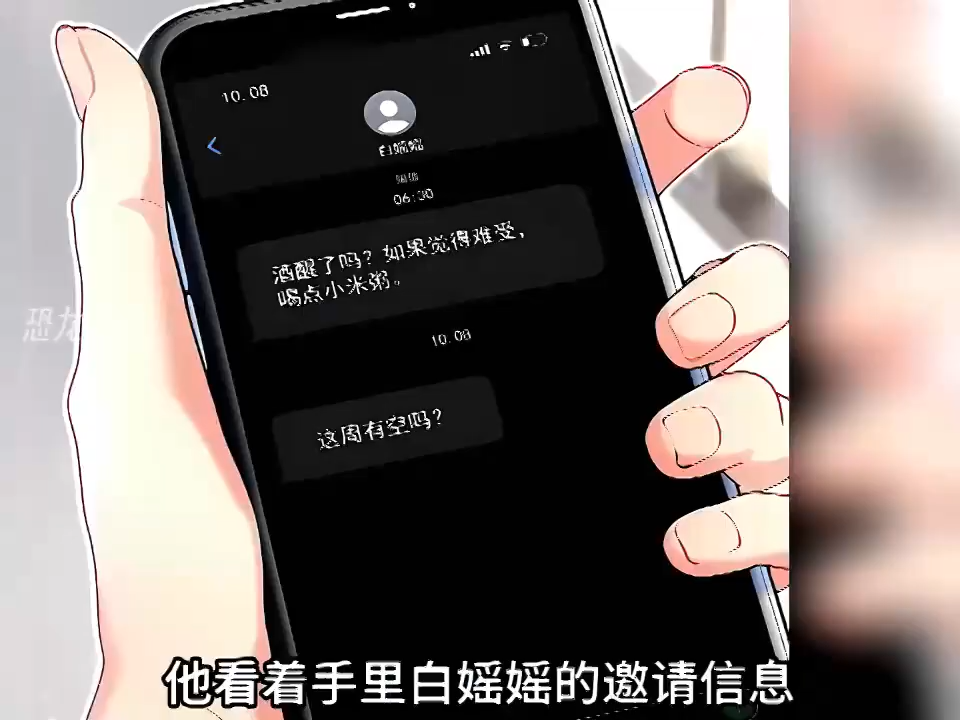 10.08
白婳婳
06:30
酒醒了吗？如果觉得难受，
喝点小米粥。
10.08
这周有空吗？
恐龙
他看着手里白婳婳的邀请信息